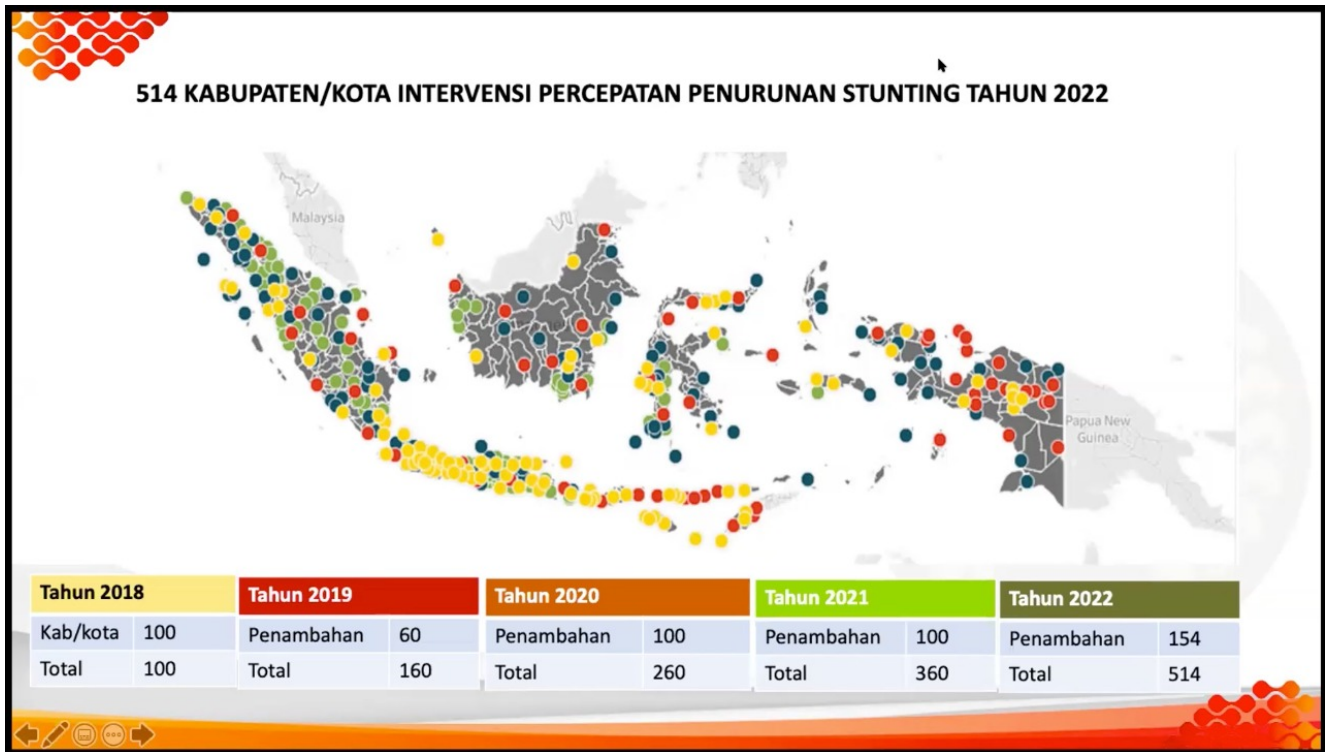 514 KABUPATEN/KOTA INTERVENSI PERCEPATAN PENURUNAN STUNTING TAHUN 2022
Malaysia
Papua New
Guinea
Tahun 2018
Kab/kota 100
Total 100
Tahun 2019
Penambahan 60
Total 160
Tahun 2020
Penambahan 100
Total 260
Tahun 2021
Penambahan 100
Total 360
Tahun 2022
Penambahan 154
Total 514